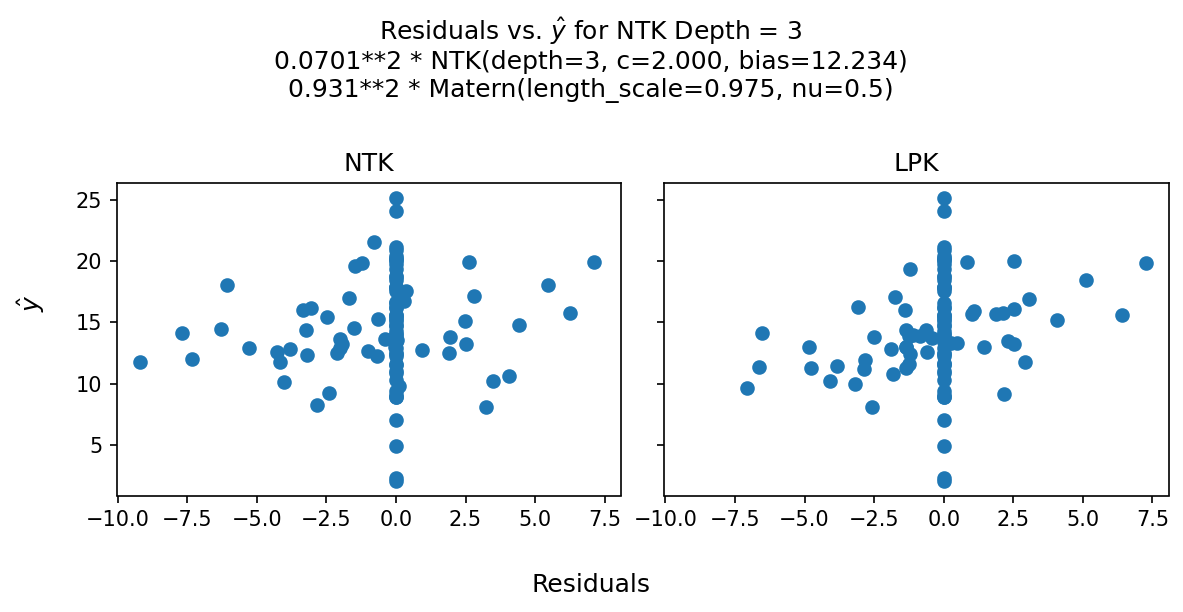 Residuals vs. ŷ for NTK Depth = 3
0.0701**2 * NTK(depth=3, c=2.000, bias=12.234)
0.931**2 * Matern(length_scale=0.975, nu=0.5)
NTK
LPK
25
20
15
10
5
ŷ
−10.0 −7.5 −5.0 −2.5 0.0 2.5 5.0 7.5
−10.0 −7.5 −5.0 −2.5 0.0 2.5 5.0 7.5
Residuals